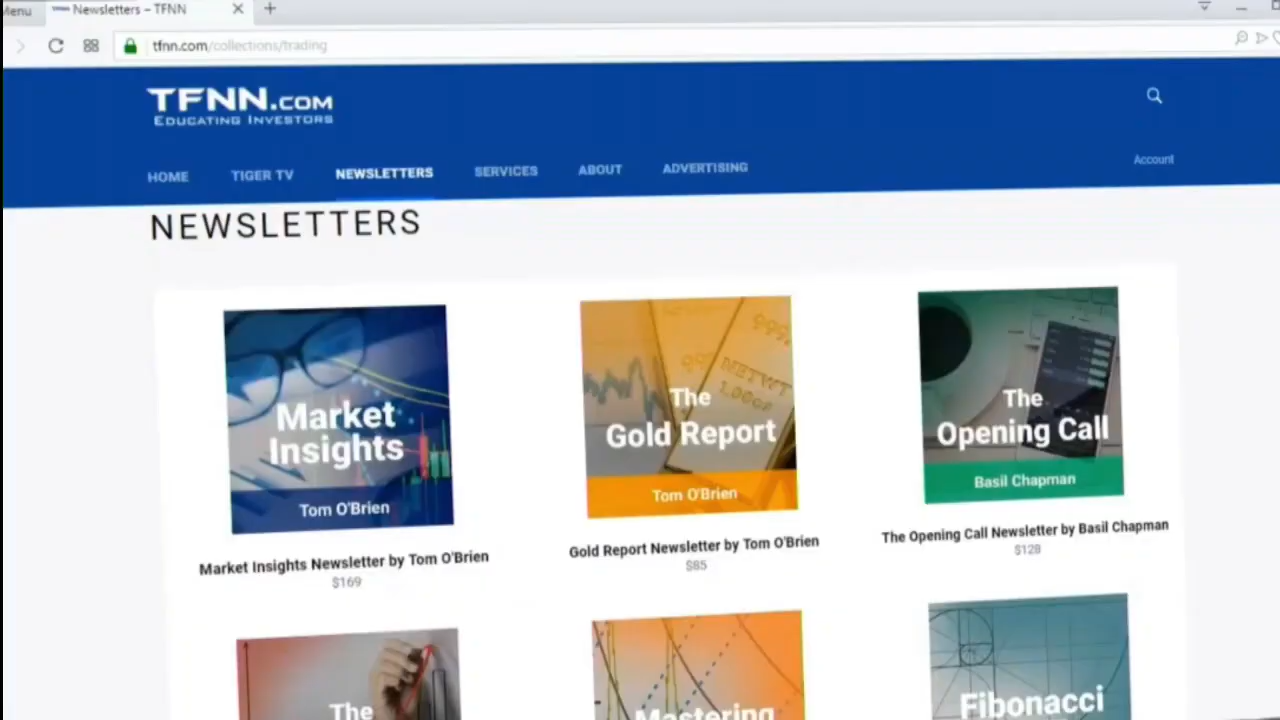 Menu
Newsletters – TFNN
tfnn.com/collections/trading
TFNN.COM
EDUCATING INVESTORS
HOME TIGER TV NEWSLETTERS SERVICES ABOUT ADVERTISING
Account
NEWSLETTERS
Market
Insights
Tom O'Brien
Market Insights Newsletter by Tom O'Brien
$169
The
Gold Report
Tom O'Brien
Gold Report Newsletter by Tom O'Brien
$85
The
Opening Call
Basil Chapman
The Opening Call Newsletter by Basil Chapman
$128
The
Mastering
Fibonacci